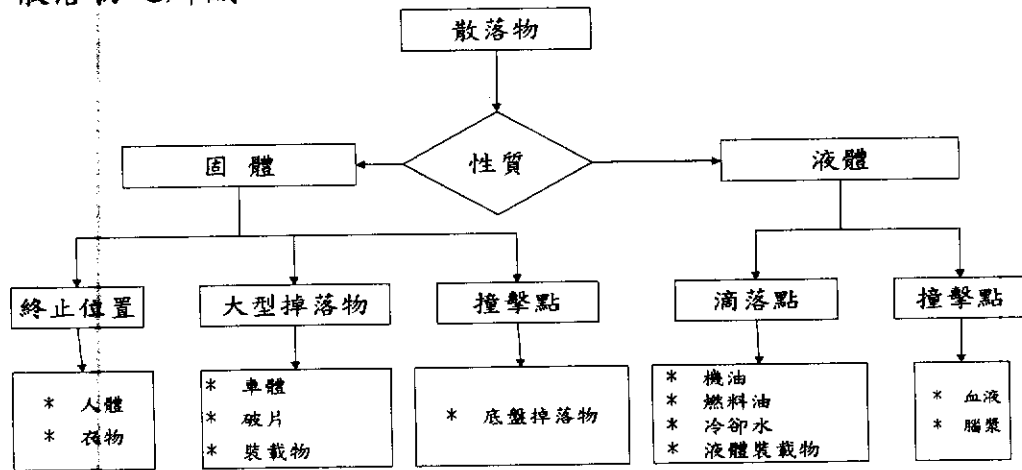 散落物
性質
固 體
液體
終止位置
大型掉落物
撞擊點
滴落點
撞擊點
* 人體
* 衣物
* 車體
* 破片
* 裝載物
* 底盤掉落物
* 機油
* 燃料油
* 冷卻水
* 液體裝載物
* 血液
* 腦漿